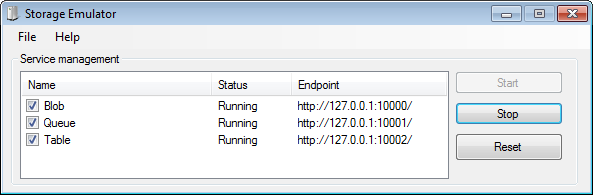 Storage Emulator
File Help
Service management
Name Status Endpoint
Blob Running http://127.0.0.1:10000/
Queue Running http://127.0.0.1:10001/
Table Running http://127.0.0.1:10002/
Start
Stop
Reset